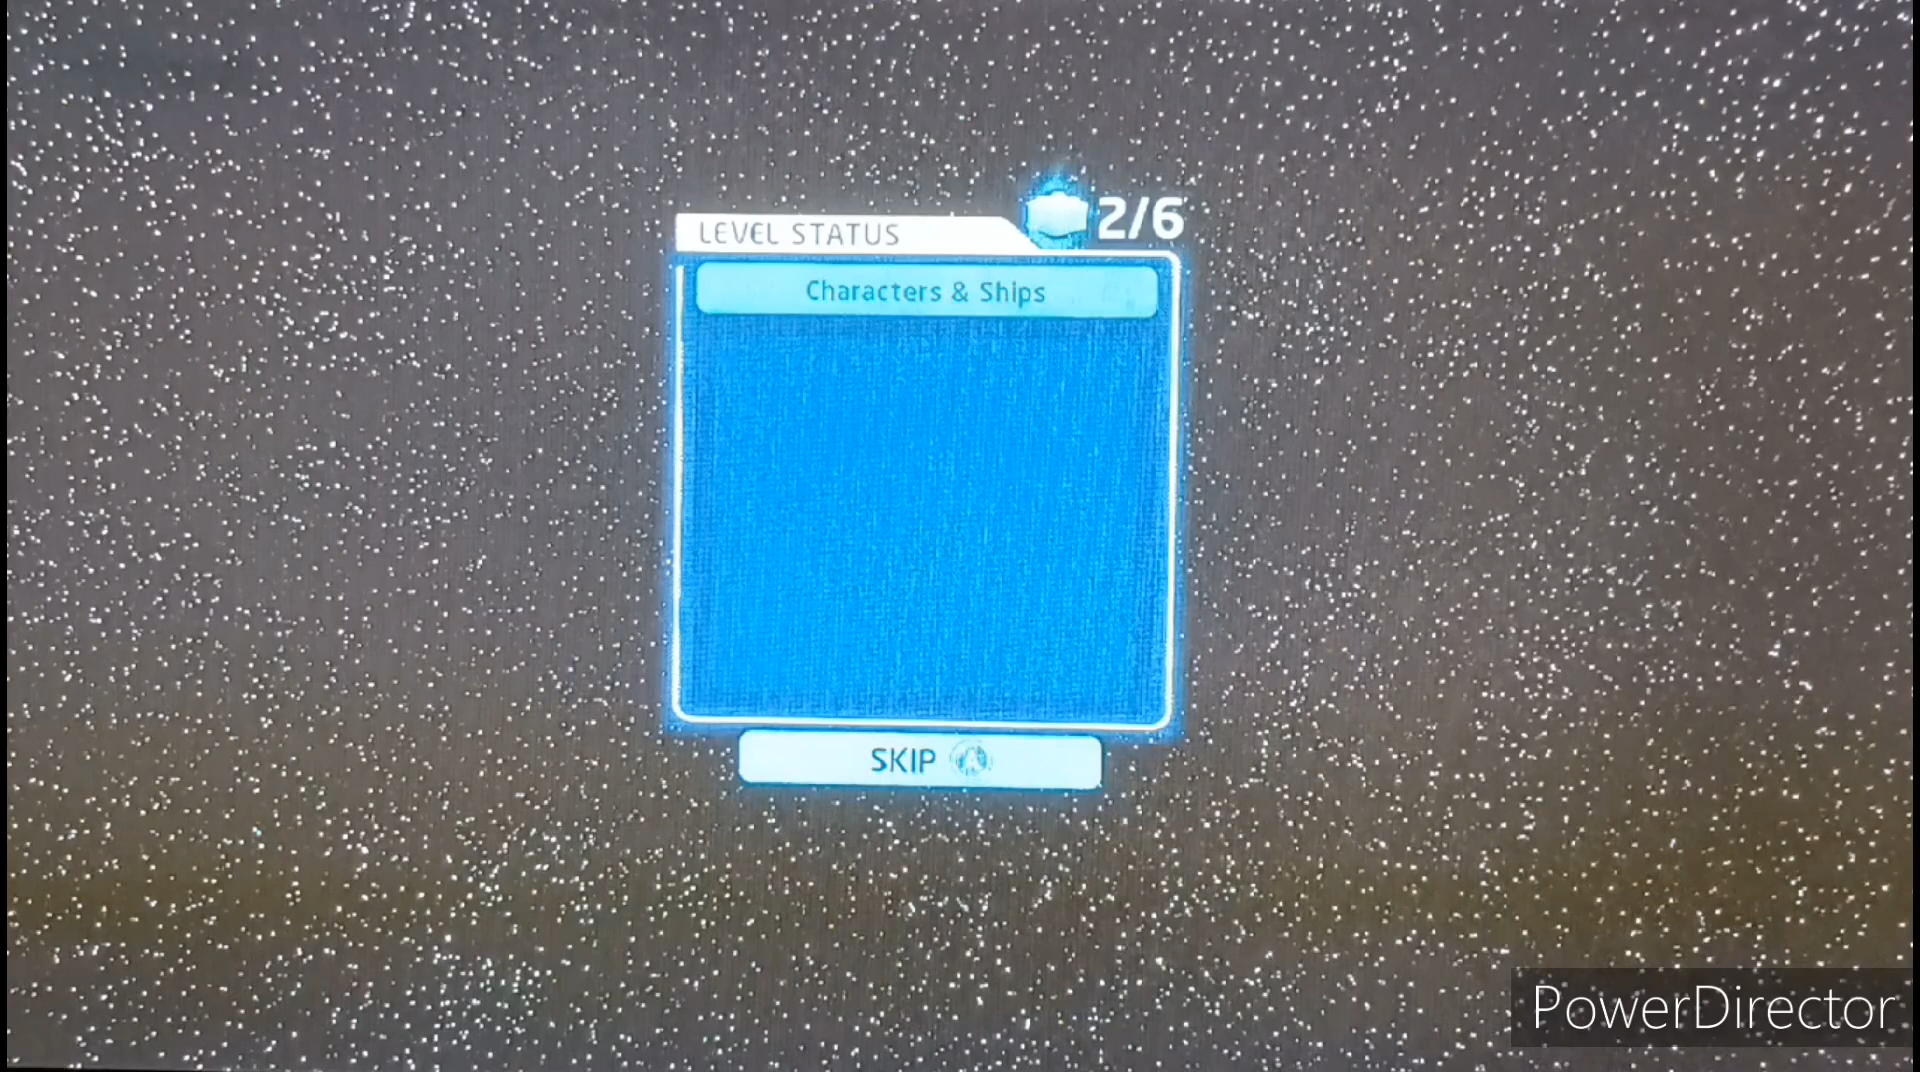 2/6
LEVEL STATUS
Characters & Ships
SKIP A
PowerDirector